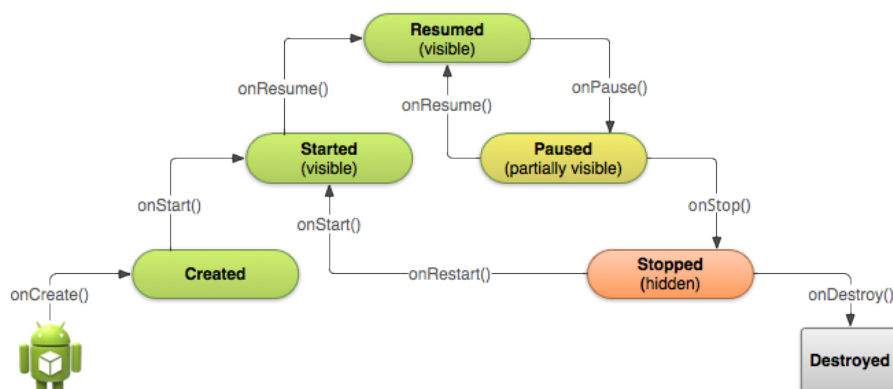 Resumed
(visible)
onResume()
onResume()
onPause()
Started
(visible)
Paused
(partially visible)
onStart()
onStart()
onStop()
Created
onRestart()
Stopped
(hidden)
onCreate()
onDestroy()
Destroyed